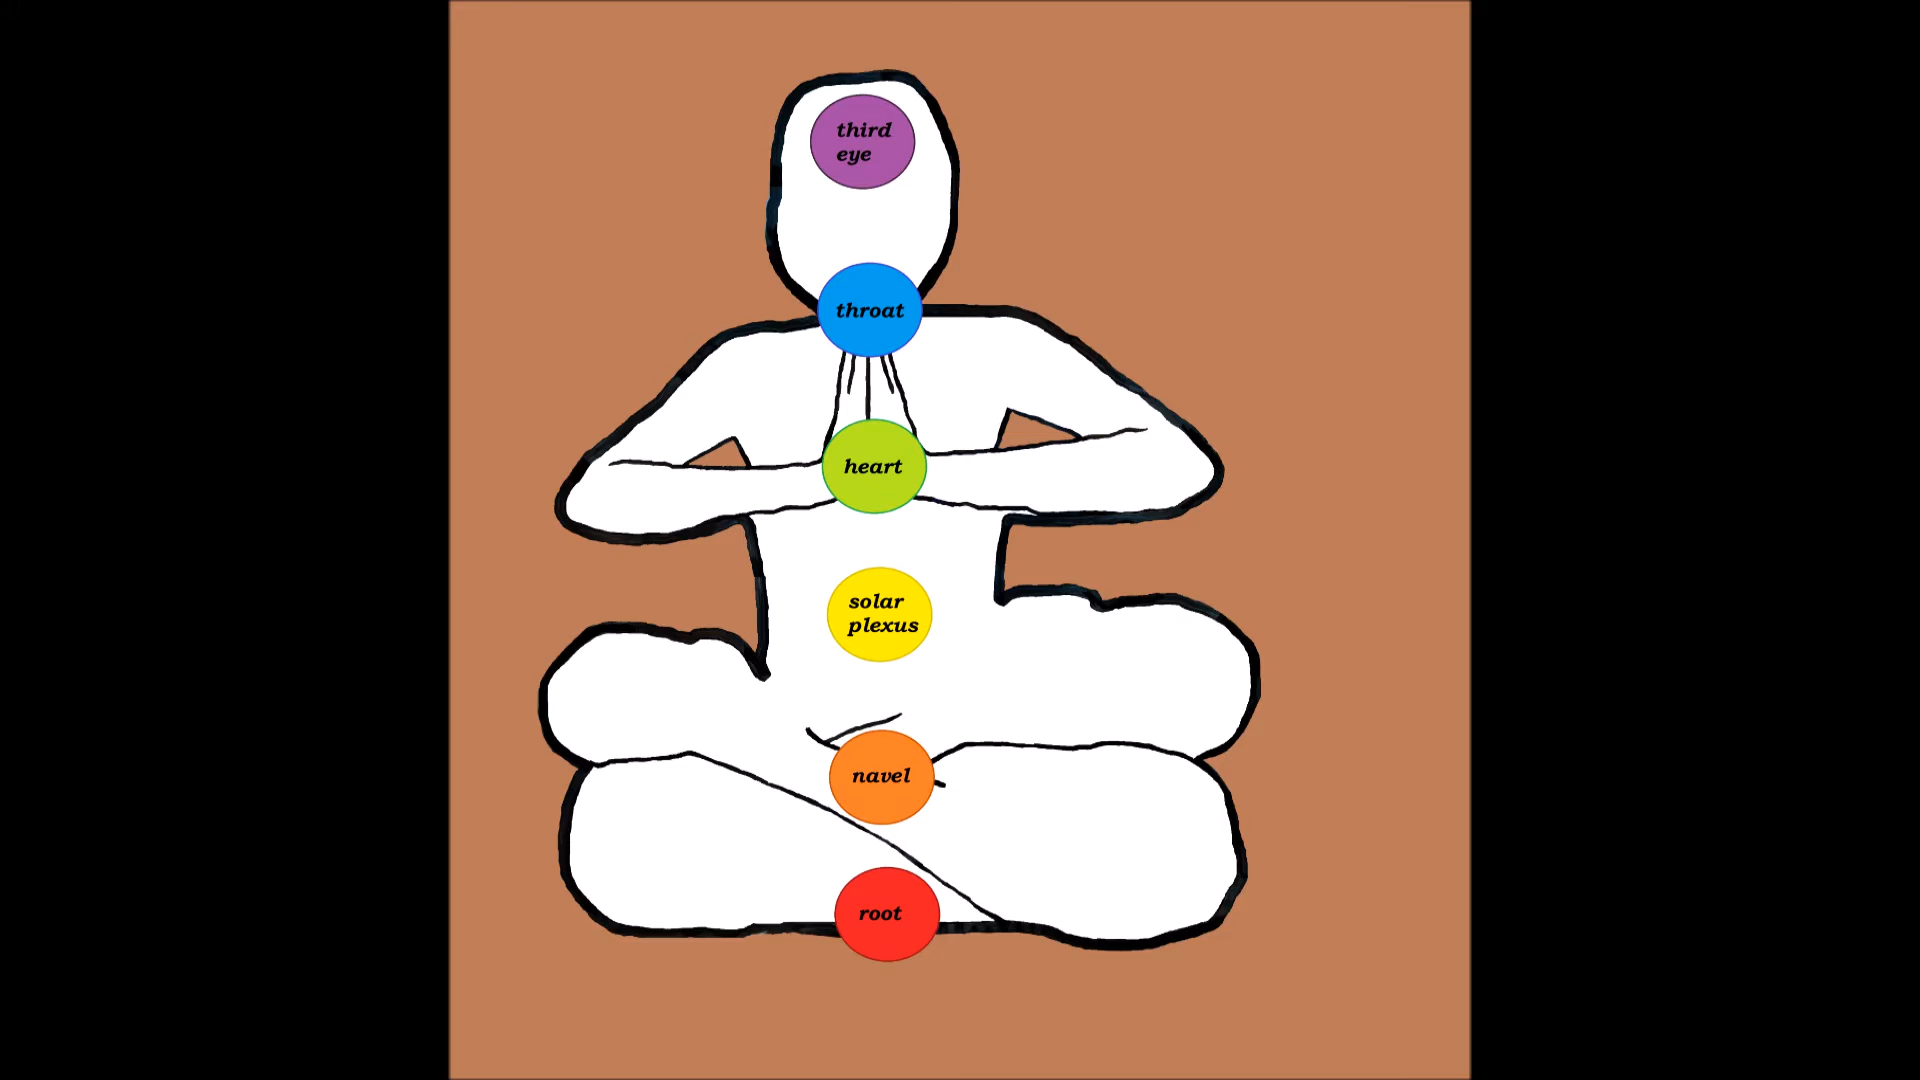 third
eye
throat
heart
solar
plexus
navel
root